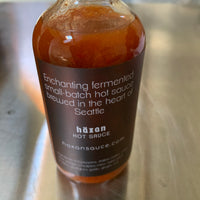 Enchanting fermented
small-batch hot sauce
brewed in the heart of
Seattle
häxan
HOT SAUCE
haxansauce.com